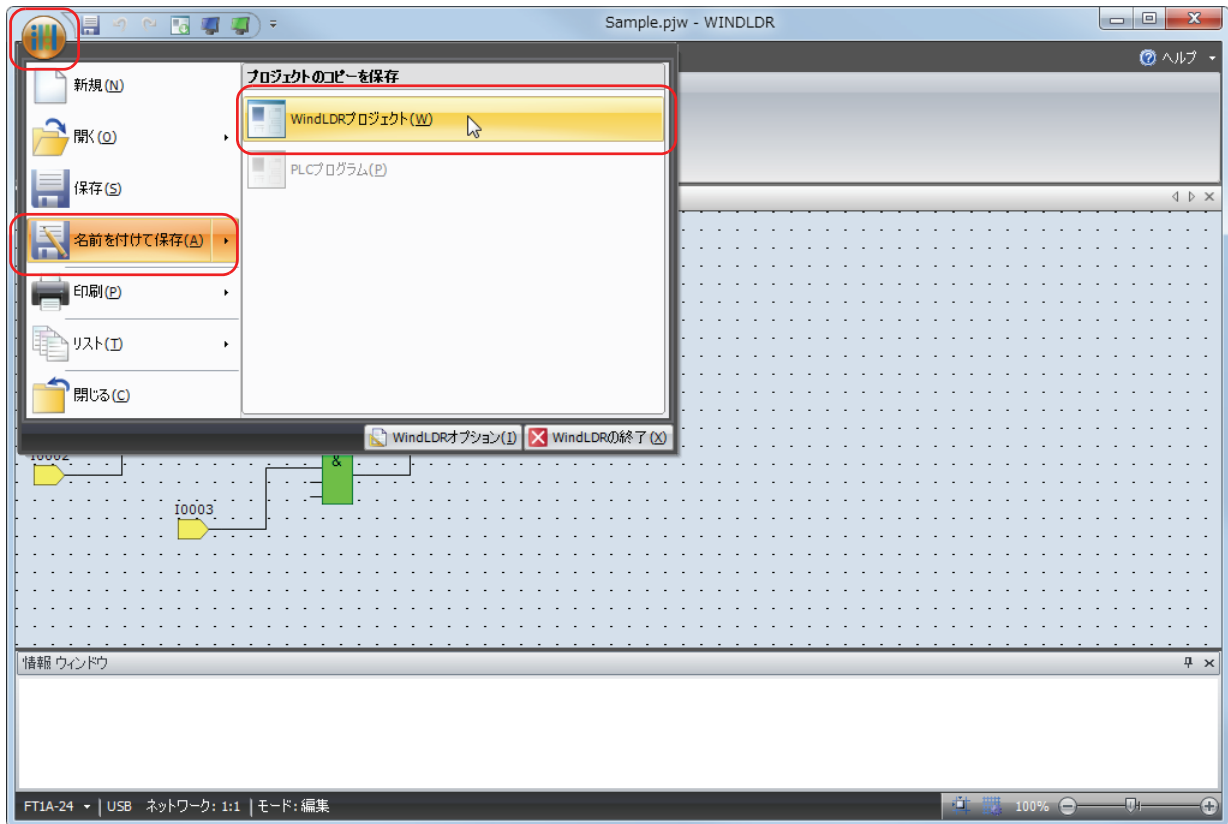 Sample.pjw - WINDLDR
ヘルプ
新規(N)
開く(O)
保存(S)
名前を付けて保存(A)
印刷(P)
リスト(T)
閉じる(C)
プロジェクトのコピーを保存
WindLDRプロジェクト(W)
PLCプログラム(P)
WindLDRオプション(I)
WindLDRの終了(X)
I0002
&
I0003
情報 ウィンドウ
FT1A-24
USB ネットワーク: 1:1
モード: 編集
100%